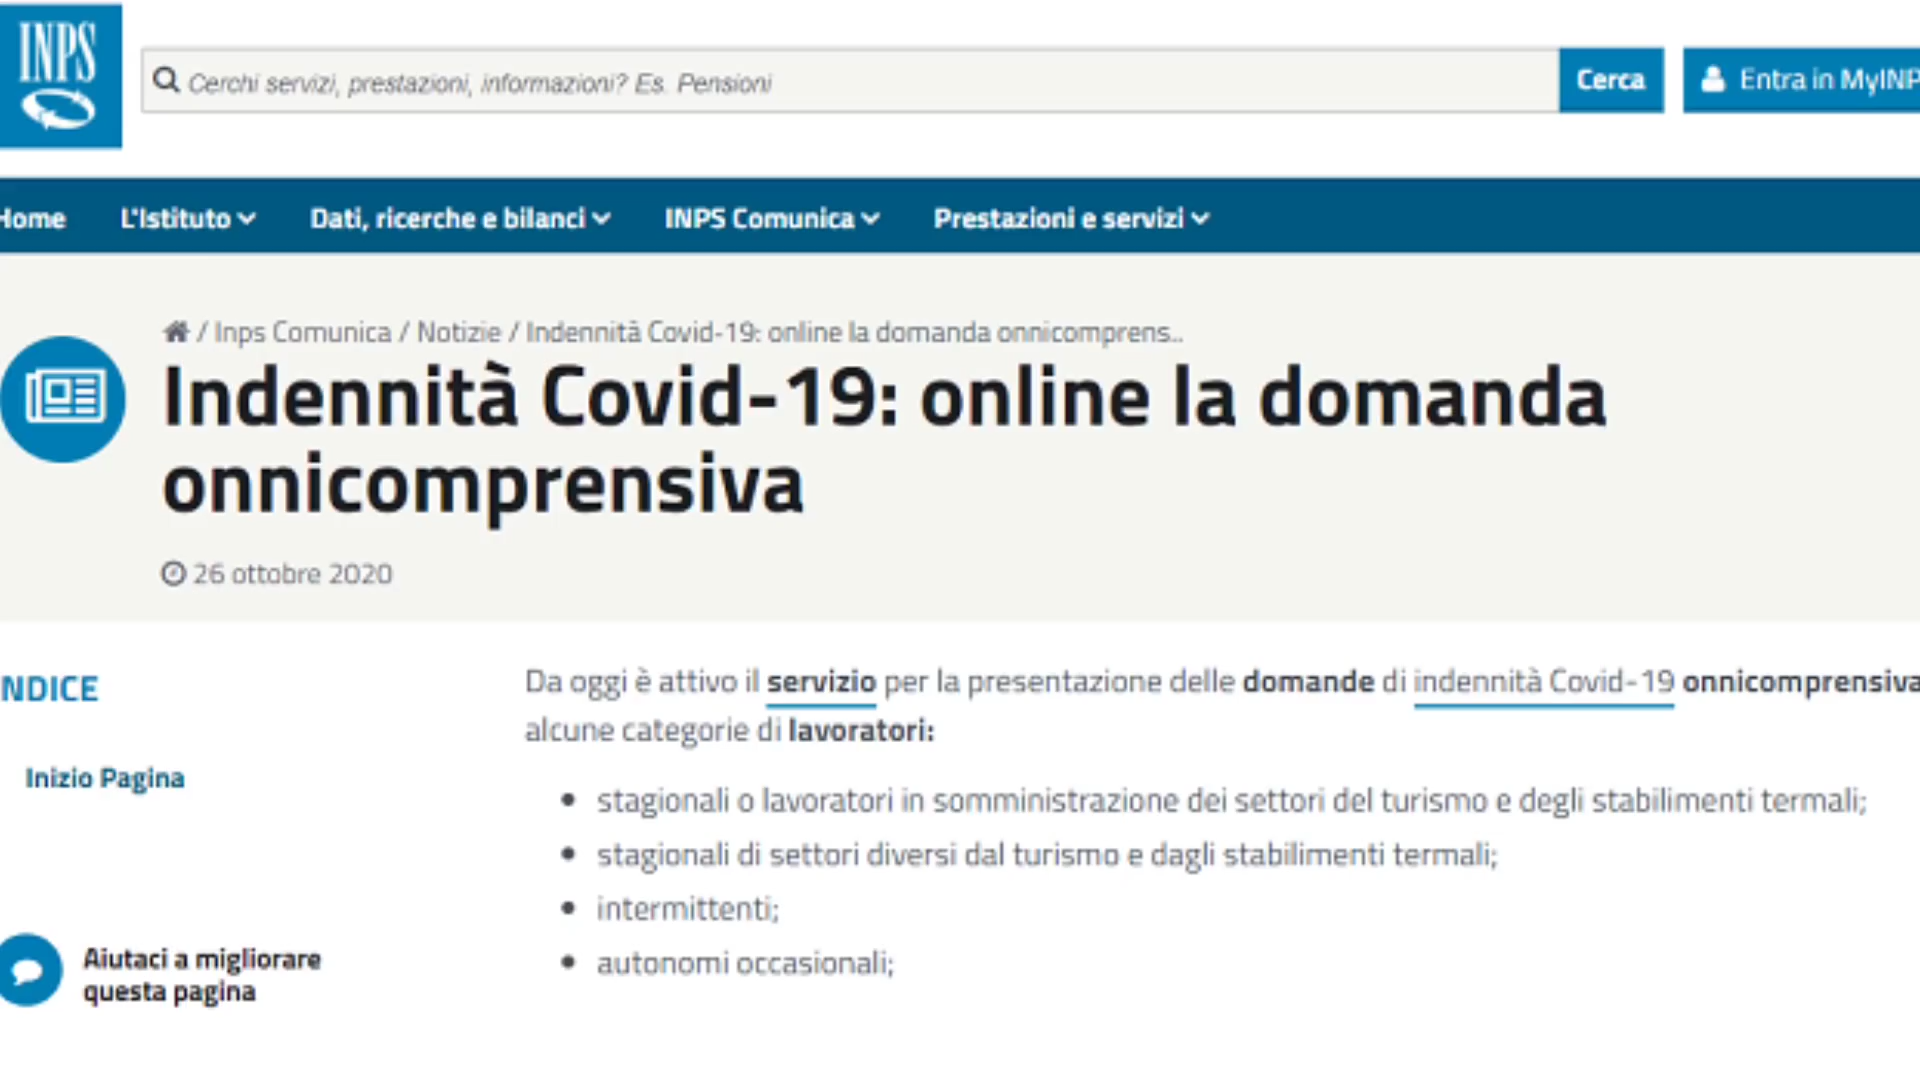 INPS
Cerchi servizi, prestazioni, informazioni? Es. Pensioni
Cerca
Entra in MyINP
Home
L'Istituto
Dati, ricerche e bilanci
INPS Comunica
Prestazioni e servizi
/ Inps Comunica / Notizie / Indennità Covid-19: online la domanda onnicomprens...
Indennità Covid-19: online la domanda
onnicomprensiva
26 ottobre 2020
NDICE
Inizio Pagina
Aiutaci a migliorare
questa pagina
Da oggi è attivo il servizio per la presentazione delle domande di indennità Covid-19 onnicomprensiva
alcune categorie di lavoratori:
• stagionali o lavoratori in somministrazione dei settori del turismo e degli stabilimenti termali;
• stagionali di settori diversi dal turismo e dagli stabilimenti termali;
• intermittenti;
• autonomi occasionali;